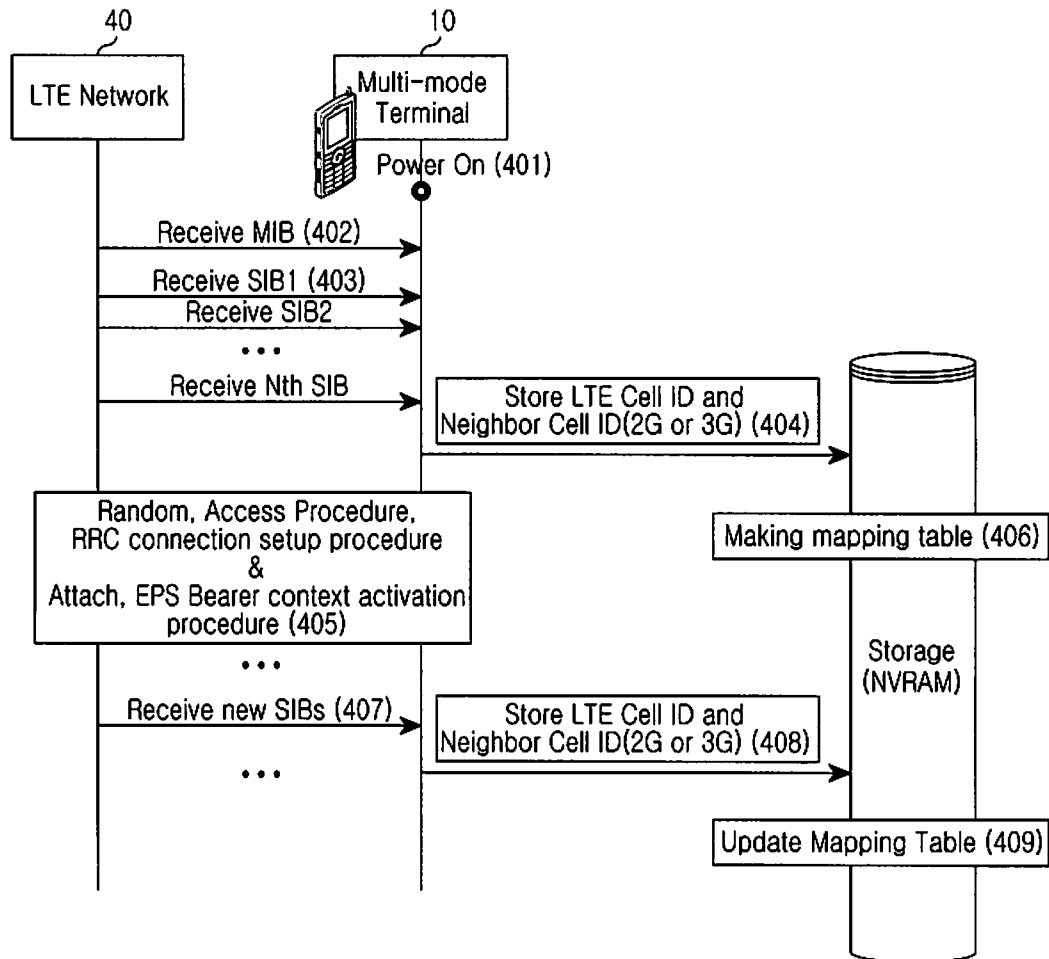 40
10
LTE Network
Multi-mode
Terminal
Power On (401)
Receive MIB (402)
Receive SIB1 (403)
Receive SIB2
•••
Receive Nth SIB
Store LTE Cell ID and
Neighbor Cell ID(2G or 3G) (404)
Random, Access Procedure,
RRC connection setup procedure
&
Attach, EPS Bearer context activation
procedure (405)
Making mapping table (406)
•••
Storage
(NVRAM)
Receive new SIBs (407)
Store LTE Cell ID and
Neighbor Cell ID(2G or 3G) (408)
•••
Update Mapping Table (409)